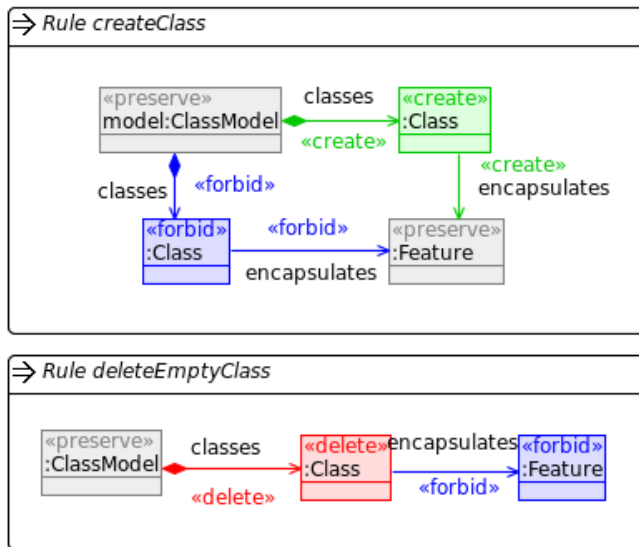 Rule createClass
«preserve»
model:ClassModel
classes
«create»
«create»
:Class
classes
«forbid»
«create»
encapsulates
«forbid»
:Class
«forbid»
encapsulates
«preserve»
:Feature
Rule deleteEmptyClass
«preserve»
:ClassModel
classes
«delete»
«delete»
:Class
encapsulates
«forbid»
«forbid»
:Feature